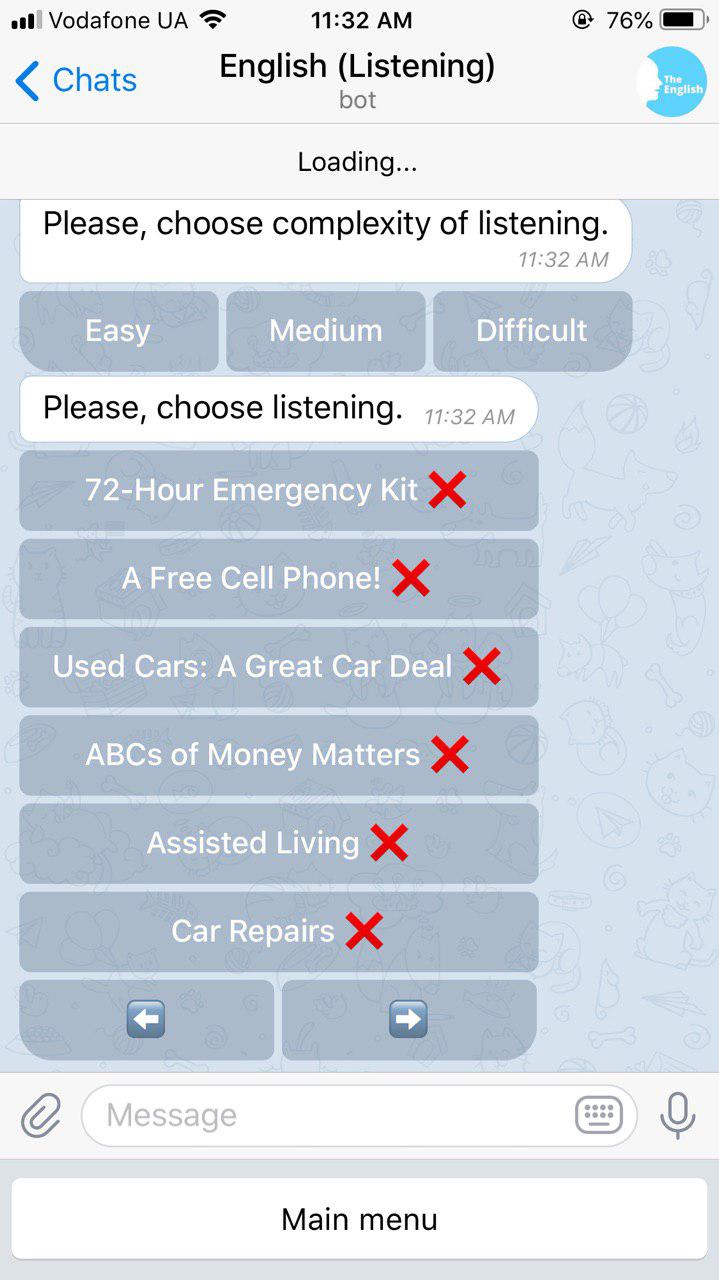 Vodafone UA 11:32 AM 76%
Chats English (Listening)
bot
The
English
Loading...
Please, choose complexity of listening.
11:32 AM
Easy Medium Difficult
Please, choose listening. 11:32 AM
72-Hour Emergency Kit ❌
A Free Cell Phone! ❌
Used Cars: A Great Car Deal ❌
ABCs of Money Matters ❌
Assisted Living ❌
Car Repairs ❌
⬅️ ➡️
Message
Main menu